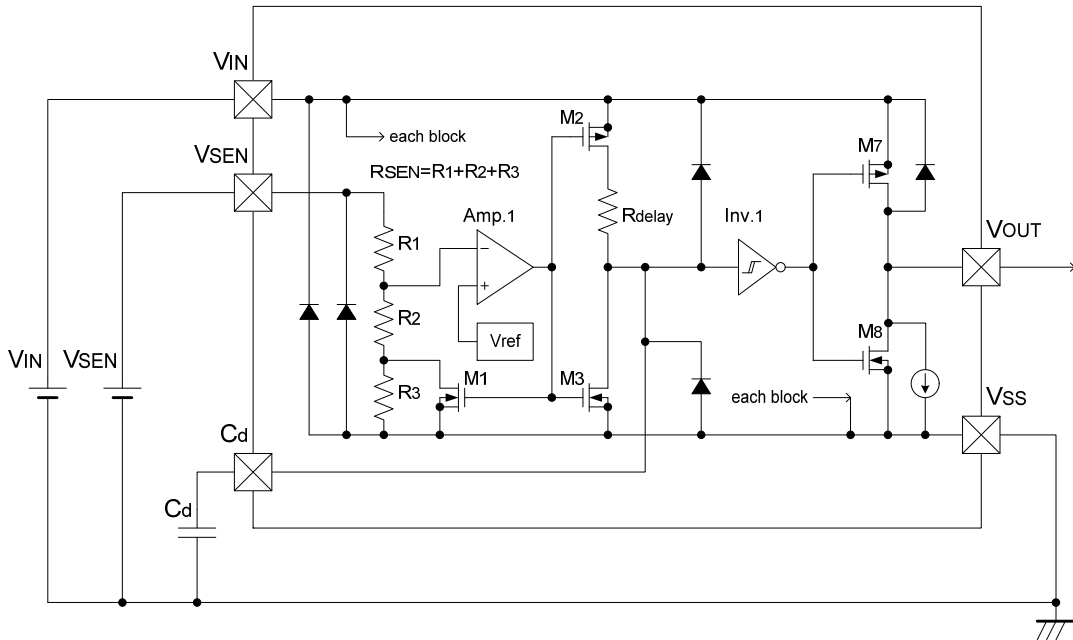 VIN
VSEN
each block
RSEN=R1+R2+R3
M2
M7
Amp.1
Rdelay
Inv.1
VOUT
R1
−
+
R2
Vref
M8
VIN
VSEN
R3
M1
M3
each block
VSS
Cd
Cd